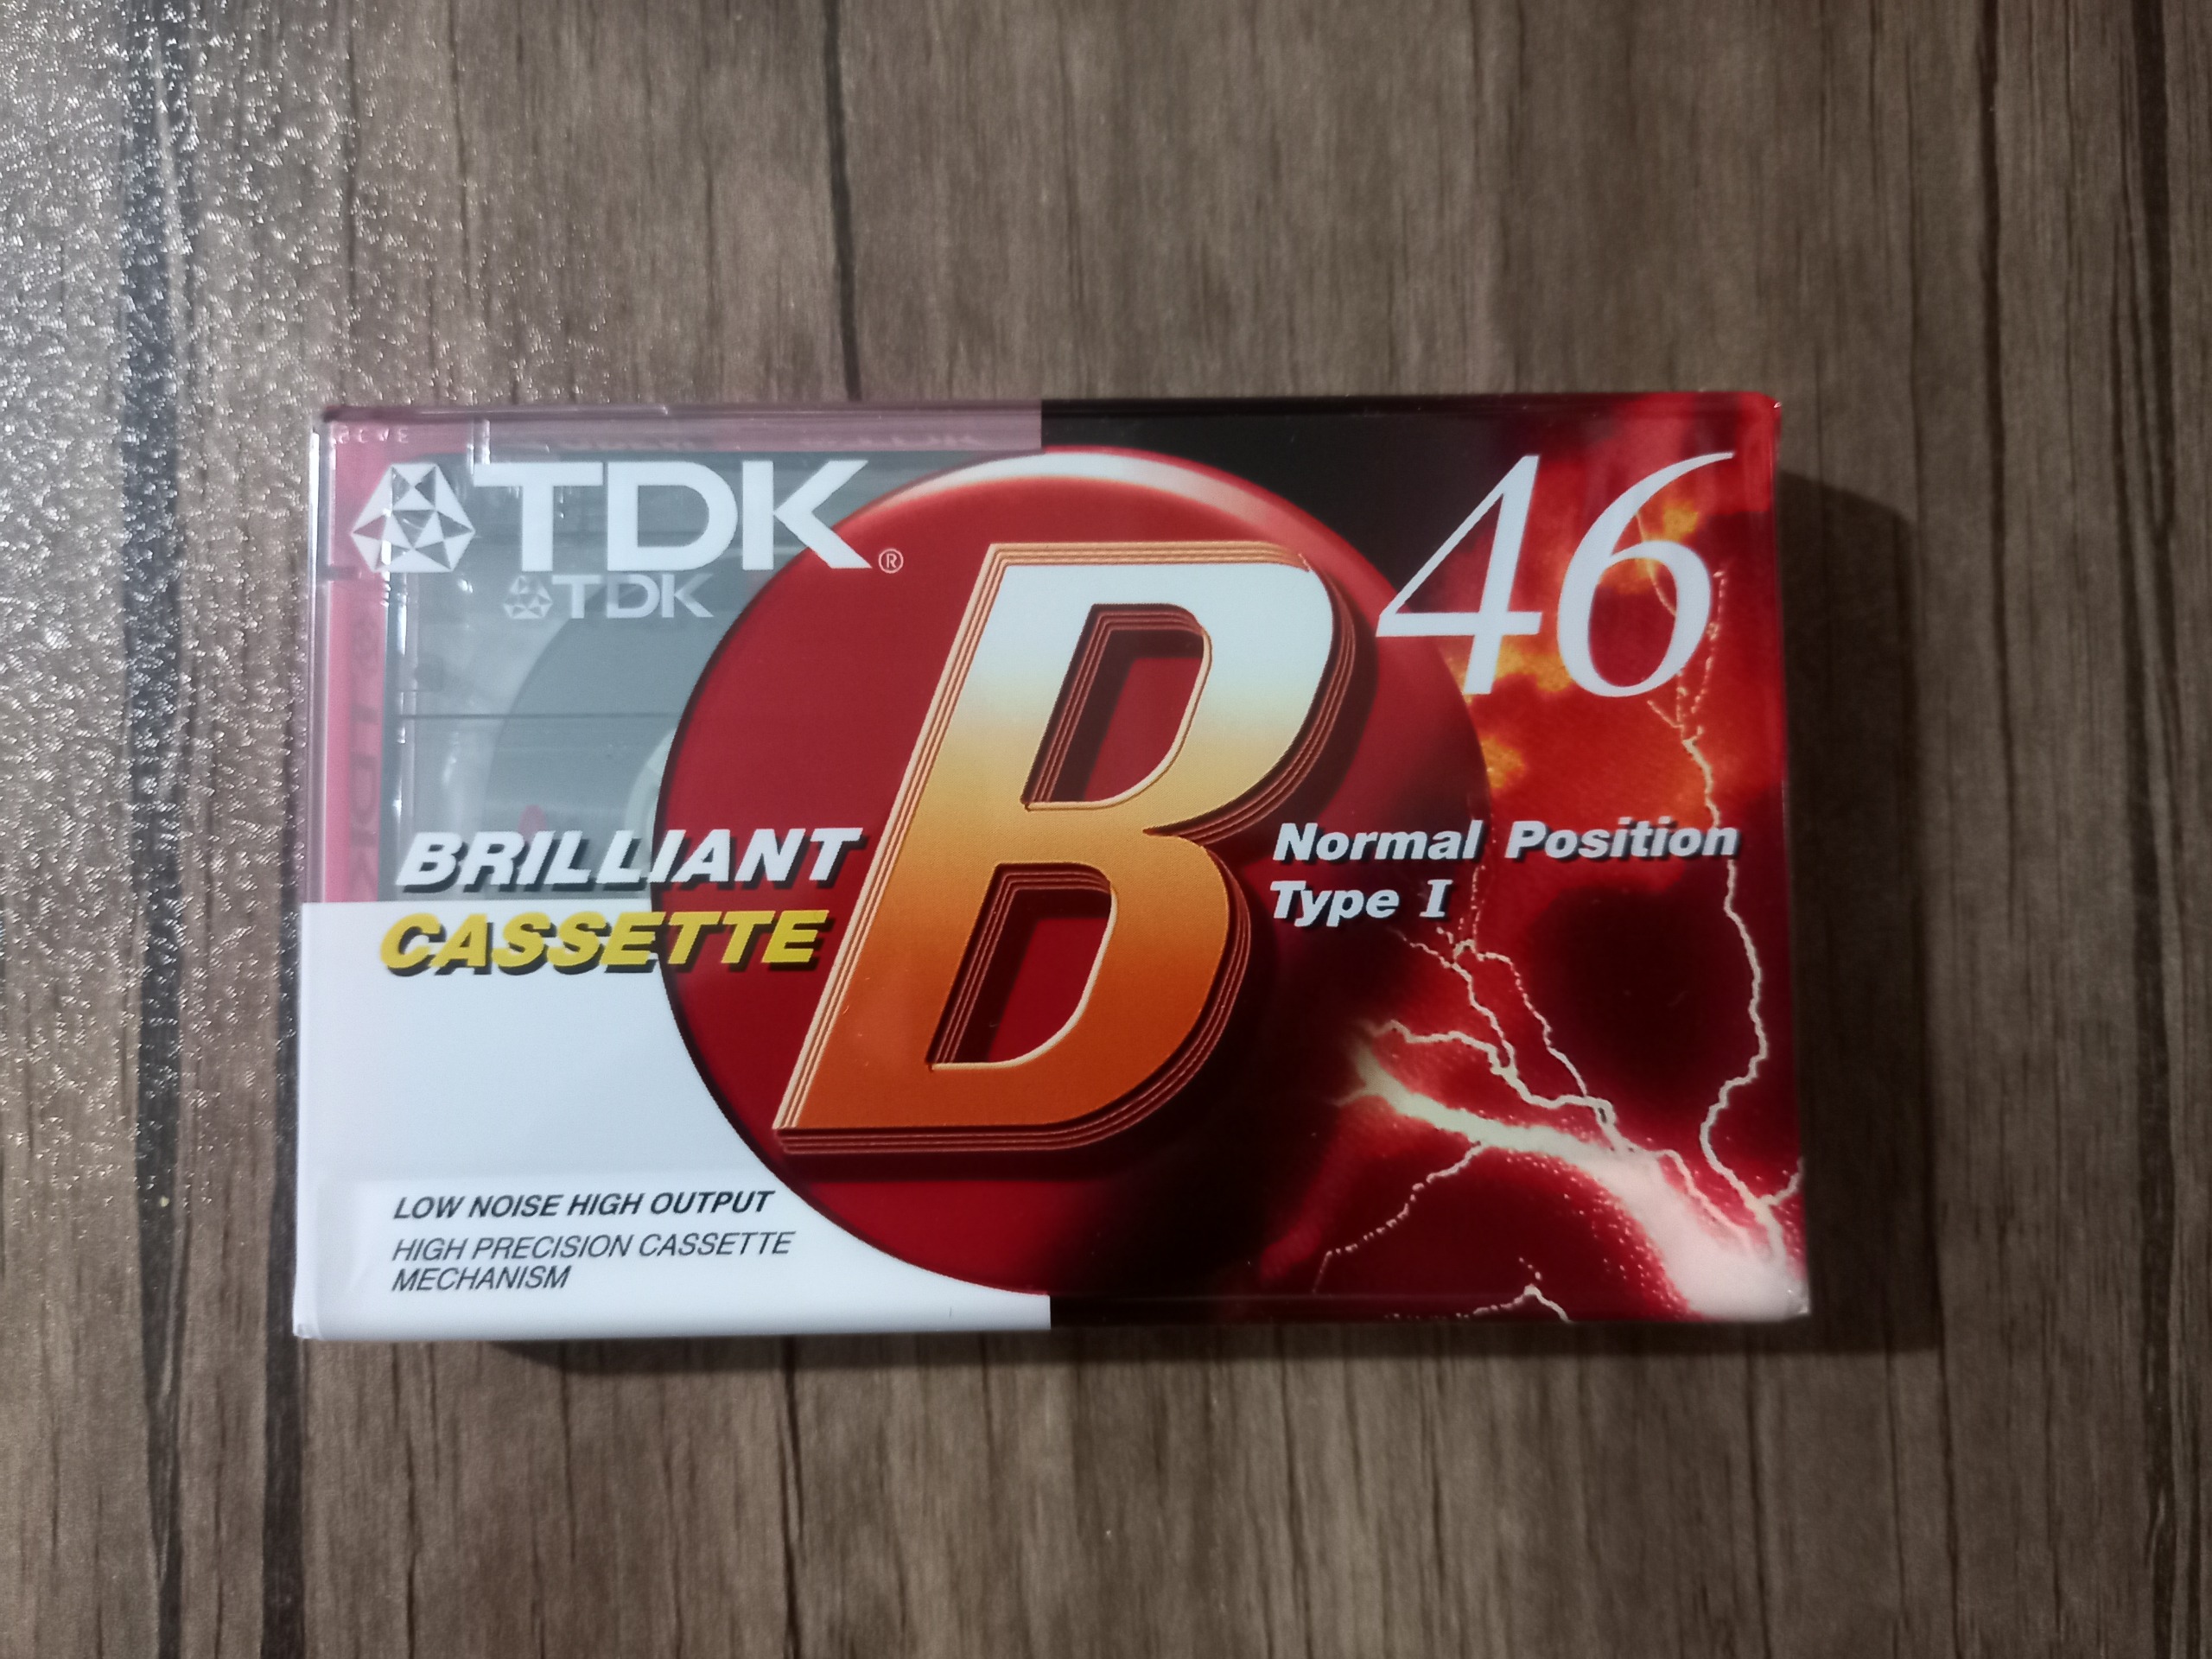 TDK®
TDK
46
B
BRILLIANT
CASSETTE
Normal Position
Type I
LOW NOISE HIGH OUTPUT
HIGH PRECISION CASSETTE
MECHANISM